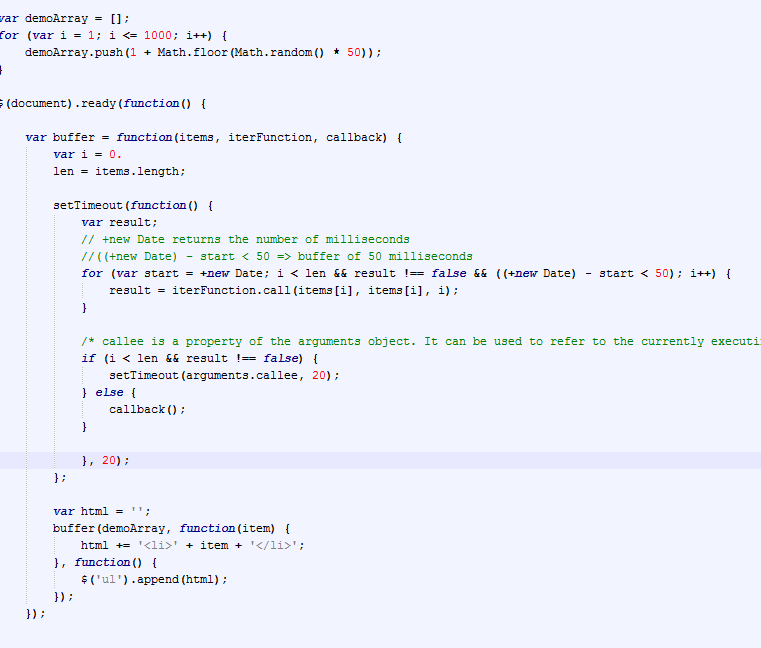 var demoArray = [];
for (var i = 1; i <= 1000; i++) {
    demoArray.push(1 + Math.floor(Math.random() * 50));
}
$(document).ready(function() {
    var buffer = function(items, iterFunction, callback) {
        var i = 0.
        len = items.length;
        setTimeout(function() {
            var result;
            // +new Date returns the number of milliseconds
            //((+new Date) - start < 50 => buffer of 50 milliseconds
            for (var start = +new Date; i < len && result !== false && ((+new Date) - start < 50); i++) {
                result = iterFunction.call(items[i], items[i], i);
            }
            /* callee is a property of the arguments object. It can be used to refer to the currently executi
            if (i < len && result !== false) {
                setTimeout(arguments.callee, 20);
            } else {
                callback();
            }
            }, 20);
        };
        var html = '';
        buffer(demoArray, function(item) {
            html += '<li>' + item + '</li>';
        }, function() {
            $('ul').append(html);
        });
    });